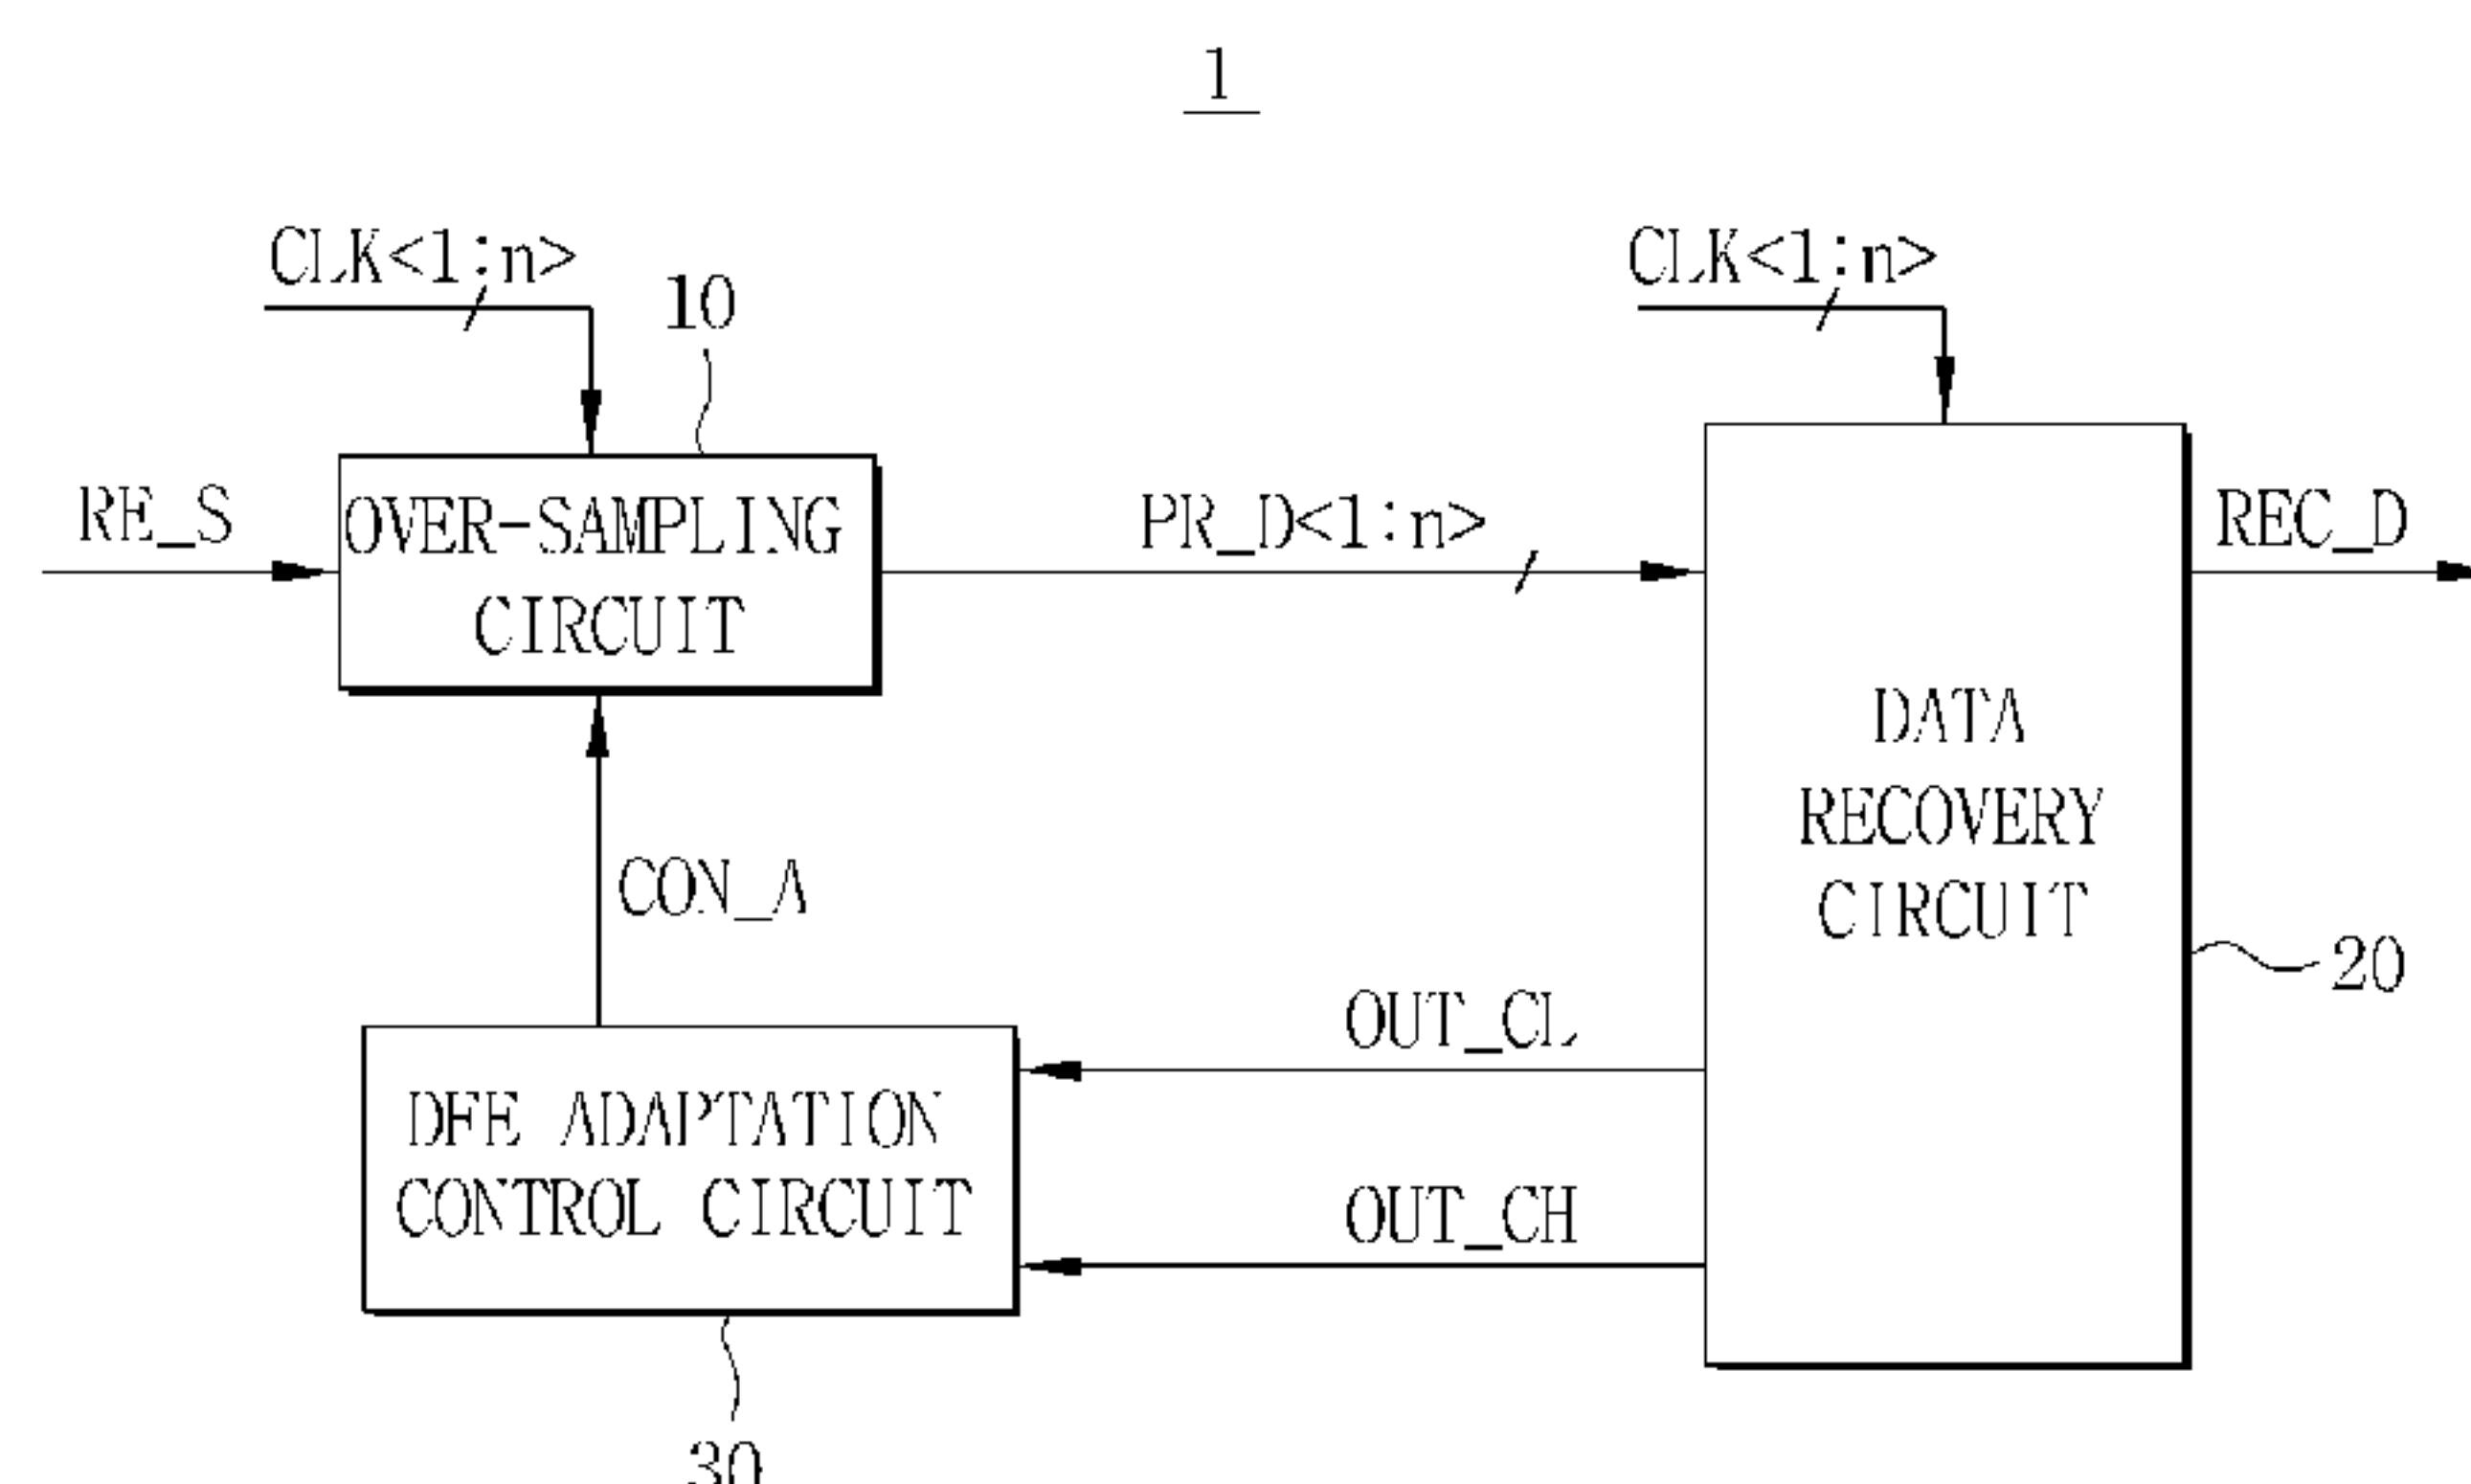 1
CLK<1:n>
CLK<1:n>
10
RE_S
OVER-SAMPLING
CIRCUIT
PR_D<1:n>
REC_D
DATA
RECOVERY
CIRCUIT
CON_A
20
OUT_CL
DFE ADAPTATION
CONTROL CIRCUIT
OUT_CH
30